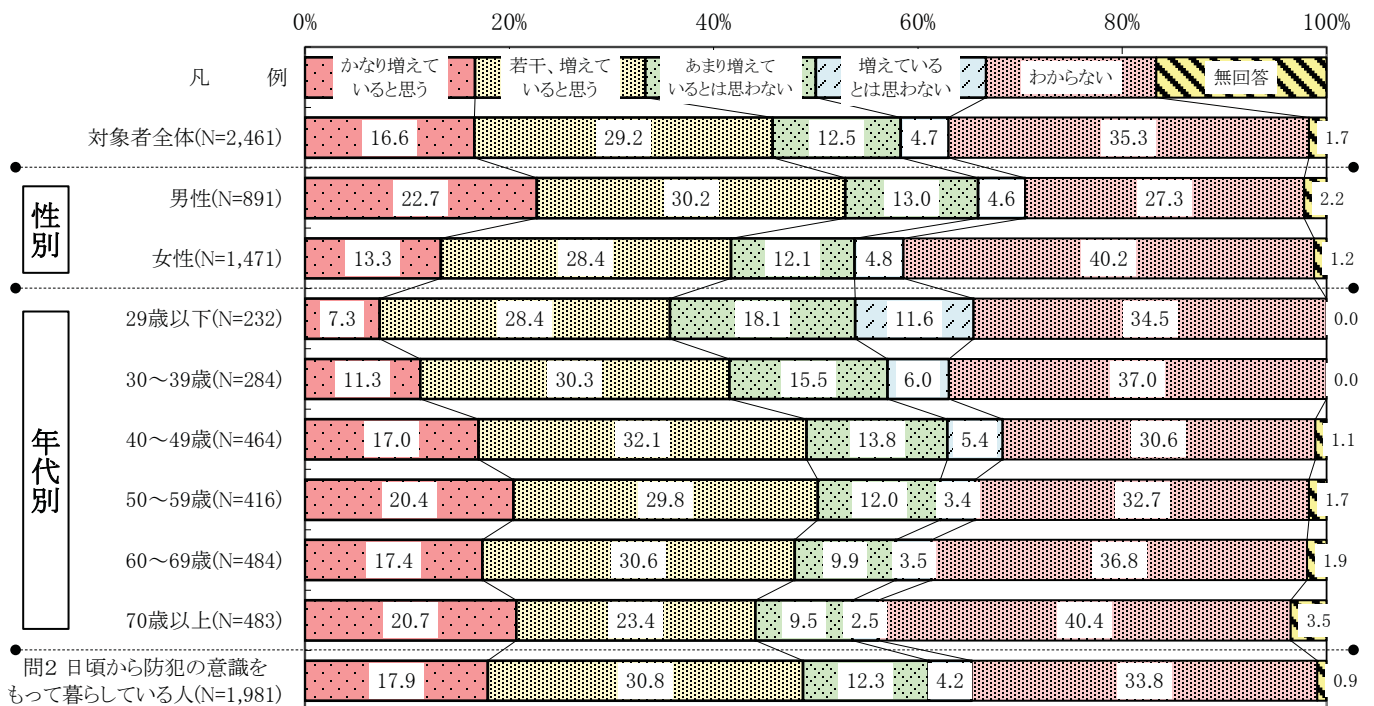 0% 20% 40% 60% 80% 100%
凡 例
かなり増えて
いると思う
若干、増えて
いると思う
あまり増えて
いるとは思わない
増えている
とは思わない
わからない
無回答
対象者全体(N=2,461) 16.6 29.2 12.5 4.7 35.3 1.7
性別
男性(N=891) 22.7 30.2 13.0 4.6 27.3 2.2
女性(N=1,471) 13.3 28.4 12.1 4.8 40.2 1.2
年代別
29歳以下(N=232) 7.3 28.4 18.1 11.6 34.5 0.0
30～39歳(N=284) 11.3 30.3 15.5 6.0 37.0 0.0
40～49歳(N=464) 17.0 32.1 13.8 5.4 30.6 1.1
50～59歳(N=416) 20.4 29.8 12.0 3.4 32.7 1.7
60～69歳(N=484) 17.4 30.6 9.9 3.5 36.8 1.9
70歳以上(N=483) 20.7 23.4 9.5 2.5 40.4 3.5
問2 日頃から防犯の意識を
もって暮らしている人(N=1,981) 17.9 30.8 12.3 4.2 33.8 0.9